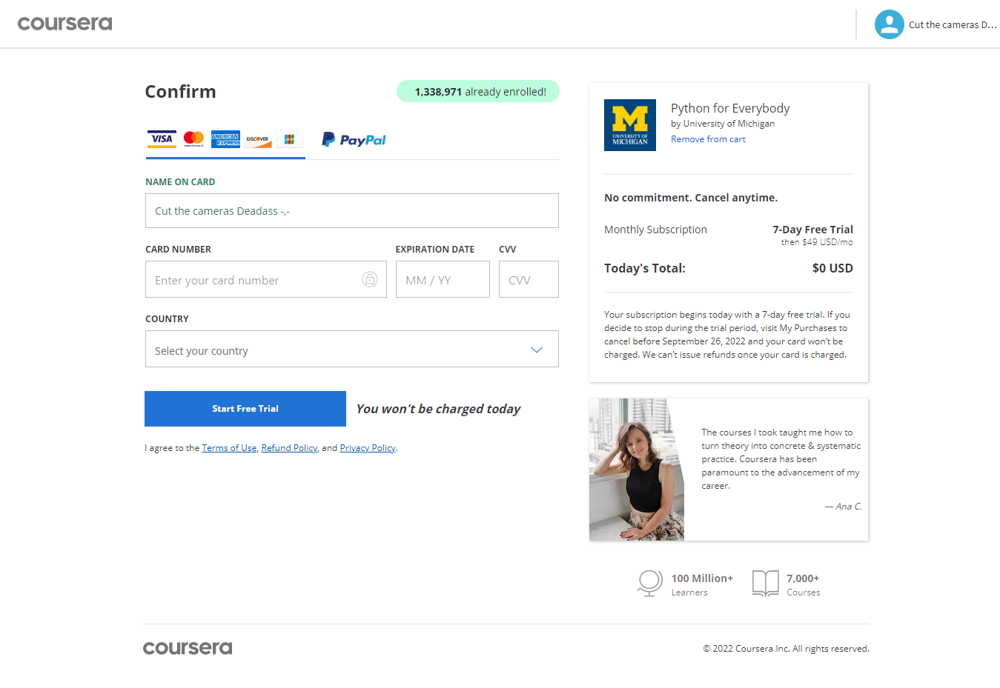 coursera
Cut the cameras D...
Confirm
1,338,971 already enrolled!
VISA
AMERICAN EXPRESS
DISCOVER
JCB
PayPal
NAME ON CARD
Cut the cameras Deadass -,-
CARD NUMBER
EXPIRATION DATE
CVV
Enter your card number
MM / YY
CVV
COUNTRY
Select your country
Start Free Trial
You won't be charged today
I agree to the Terms of Use, Refund Policy, and Privacy Policy.
M
UNIVERSITY OF
MICHIGAN
Python for Everybody
by University of Michigan
Remove from cart
No commitment. Cancel anytime.
Monthly Subscription
7-Day Free Trial
then $49 USD/mo
Today's Total:
$0 USD
Your subscription begins today with a 7-day free trial. If you
decide to stop during the trial period, visit My Purchases to
cancel before September 26, 2022 and your card won't be
charged. We can't issue refunds once your card is charged.
The courses I took taught me how to
turn theory into concrete & systematic
practice. Coursera has been
paramount to the advancement of my
career.
— Ana C.
100 Million+
Learners
7,000+
Courses
coursera
© 2022 Coursera Inc. All rights reserved.